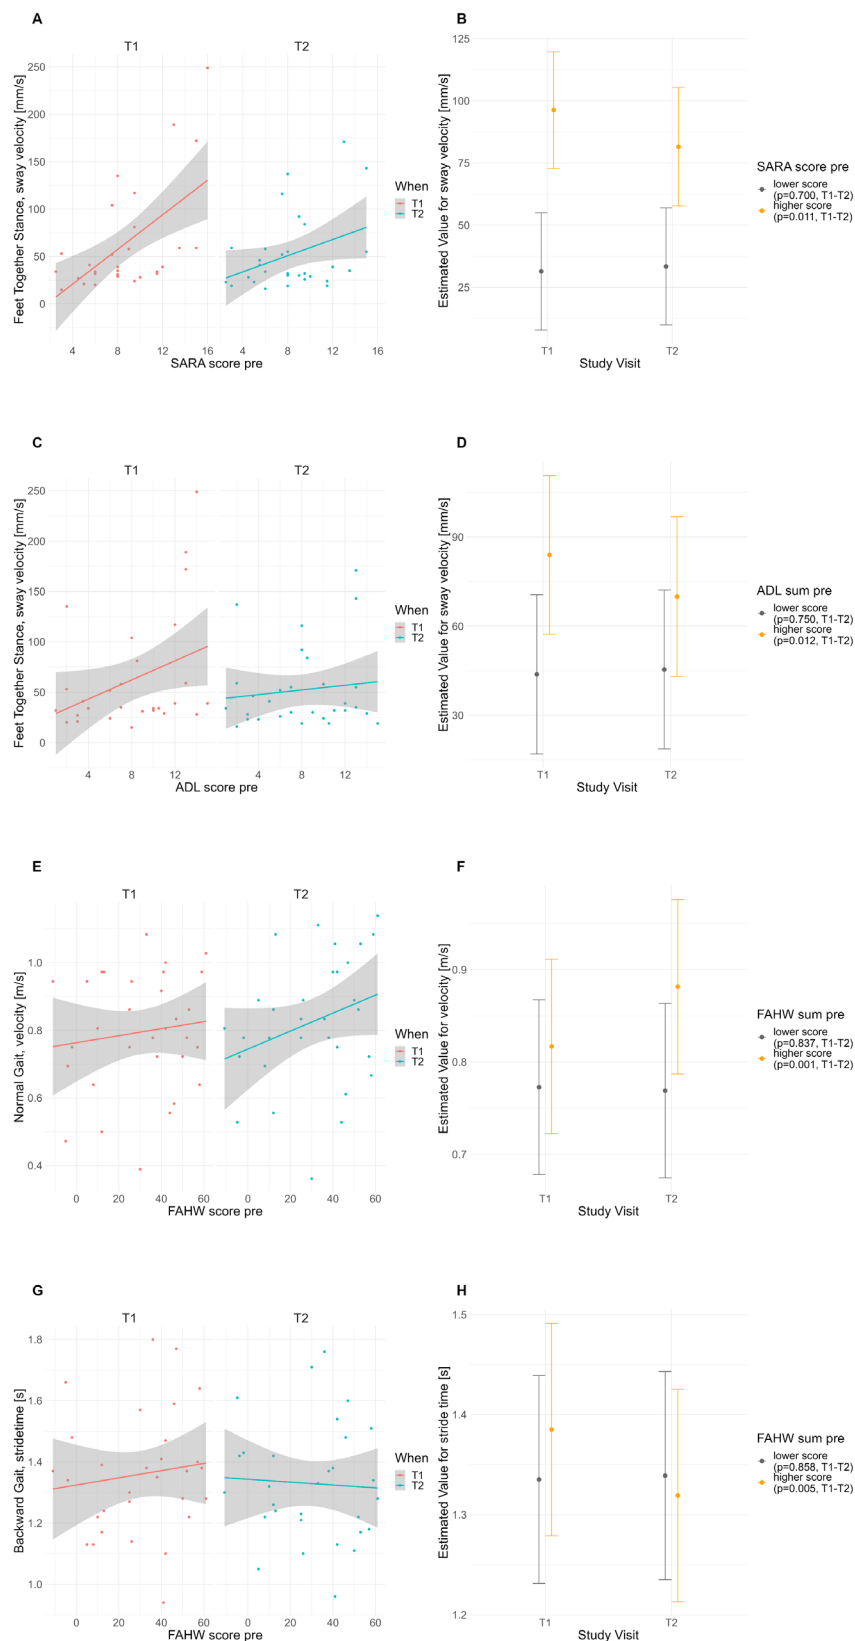 A
T1
T2
Feet Together Stance, sway velocity [mm/s]
250
200
150
100
50
0
4
8
12
16
4
8
12
16
SARA score pre
When
T1
T2
B
Estimated Value for sway velocity [mm/s]
125
100
75
50
25
T1
T2
Study Visit
SARA score pre
lower score
(p=0.700, T1-T2)
higher score
(p=0.011, T1-T2)
C
T1
T2
Feet Together Stance, sway velocity [mm/s]
250
200
150
100
50
0
4
8
12
4
8
12
ADL score pre
When
T1
T2
D
Estimated Value for sway velocity [mm/s]
90
60
30
T1
T2
Study Visit
ADL sum pre
lower score
(p=0.750, T1-T2)
higher score
(p=0.012, T1-T2)
E
T1
T2
Normal Gait, velocity [m/s]
1.0
0.8
0.6
0.4
0
20
40
60
0
20
40
60
FAHW score pre
When
T1
T2
F
Estimated Value for velocity [m/s]
0.9
0.8
0.7
T1
T2
Study Visit
FAHW sum pre
lower score
(p=0.837, T1-T2)
higher score
(p=0.001, T1-T2)
G
T1
T2
Backward Gait, stridetime [s]
1.8
1.6
1.4
1.2
1.0
0
20
40
60
0
20
40
60
FAHW score pre
When
T1
T2
H
Estimated Value for stride time [s]
1.5
1.4
1.3
1.2
T1
T2
Study Visit
FAHW sum pre
lower score
(p=0.858, T1-T2)
higher score
(p=0.005, T1-T2)